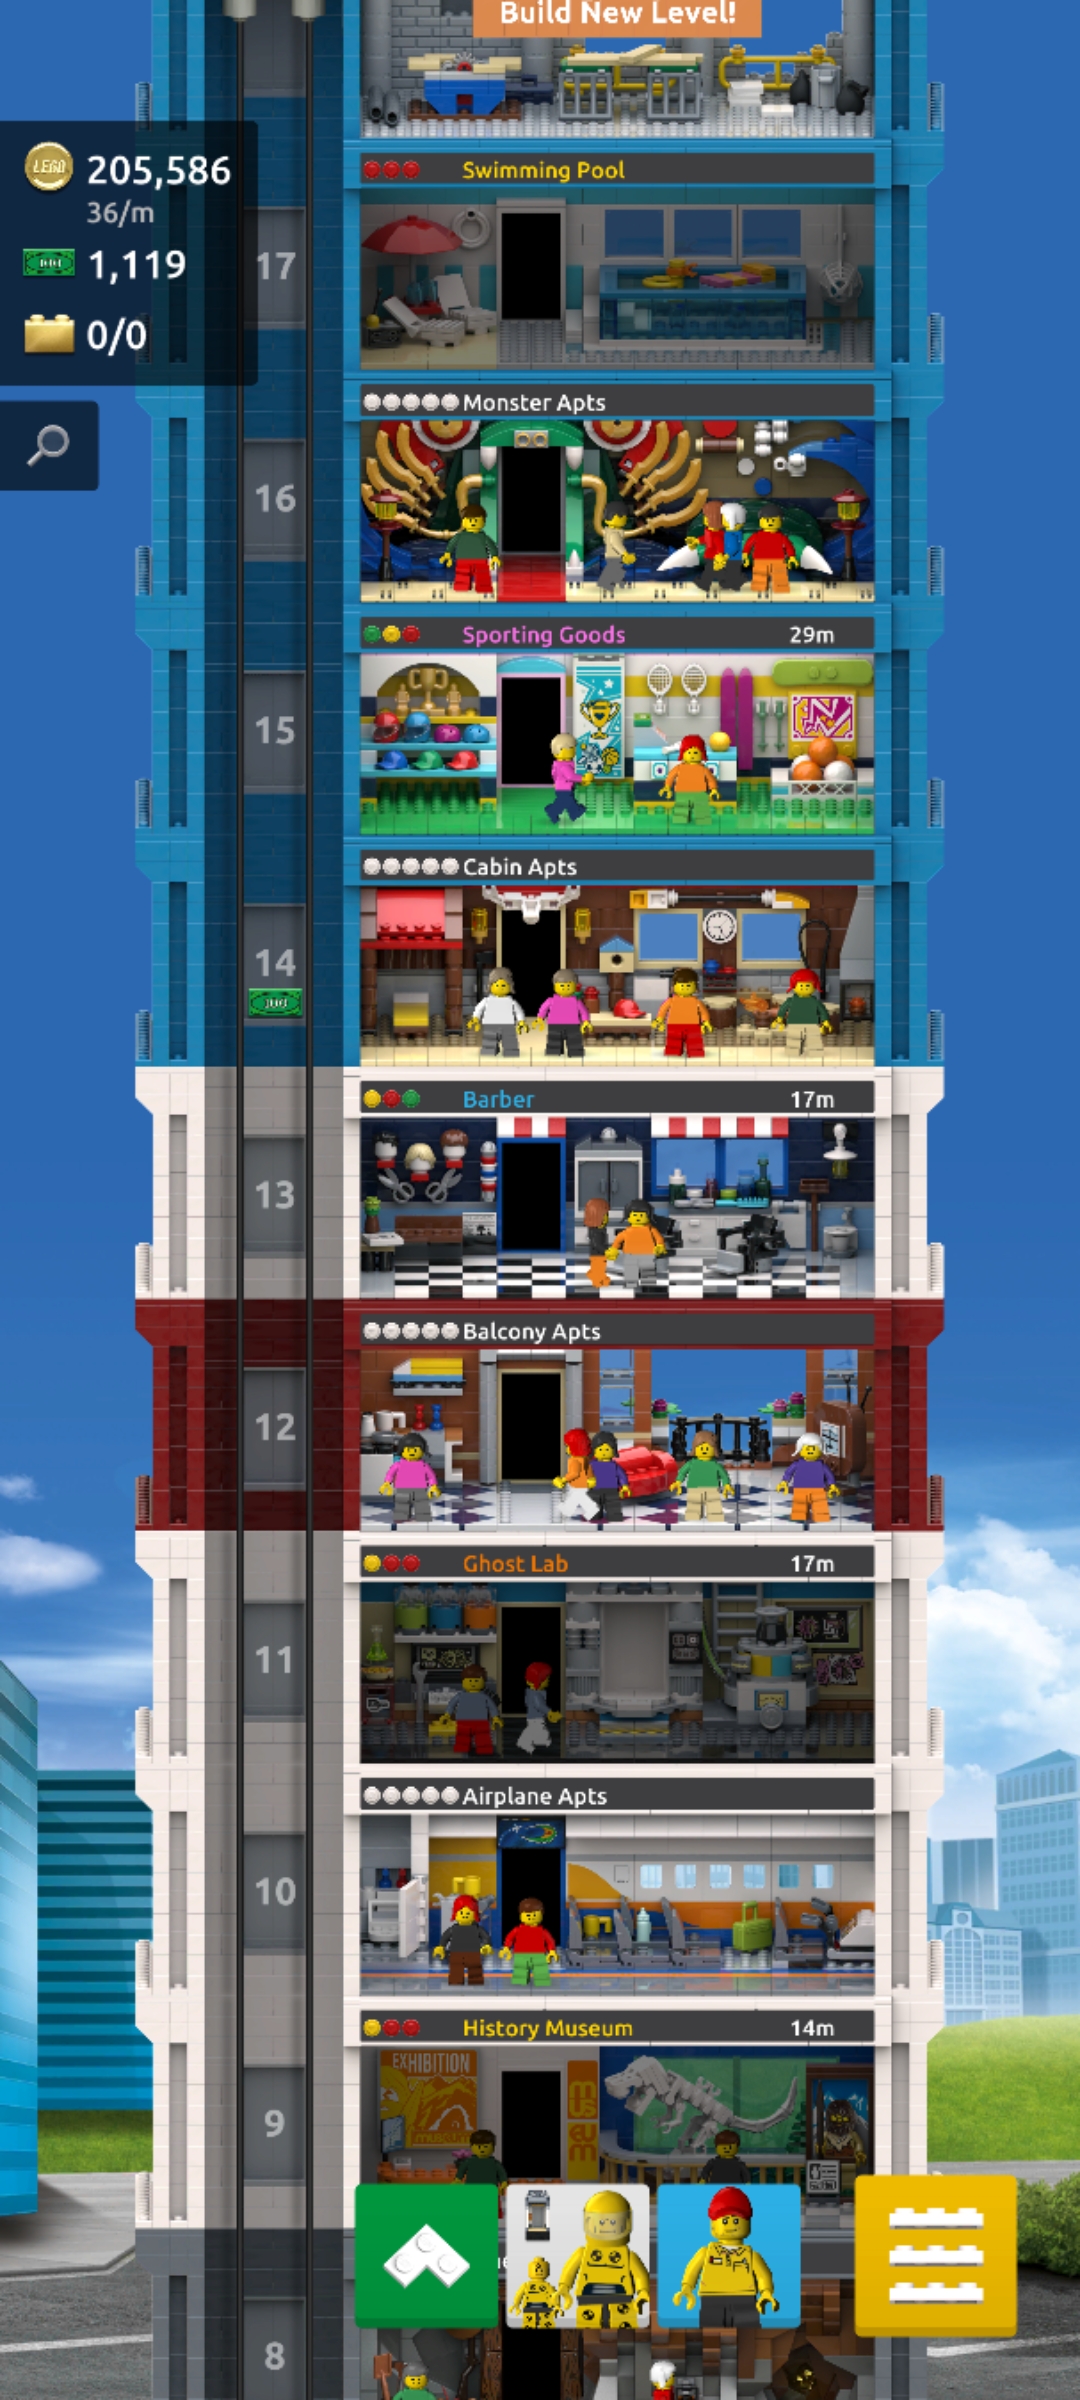 Build New Level!
LEGO
205,586
36/m
1,119
0/0
17
Swimming Pool
16
Monster Apts
15
Sporting Goods 29m
14
Cabin Apts
13
Barber 17m
12
Balcony Apts
11
Ghost Lab 17m
10
Airplane Apts
9
History Museum 14m
EXHIBITION
MUSEUM
8